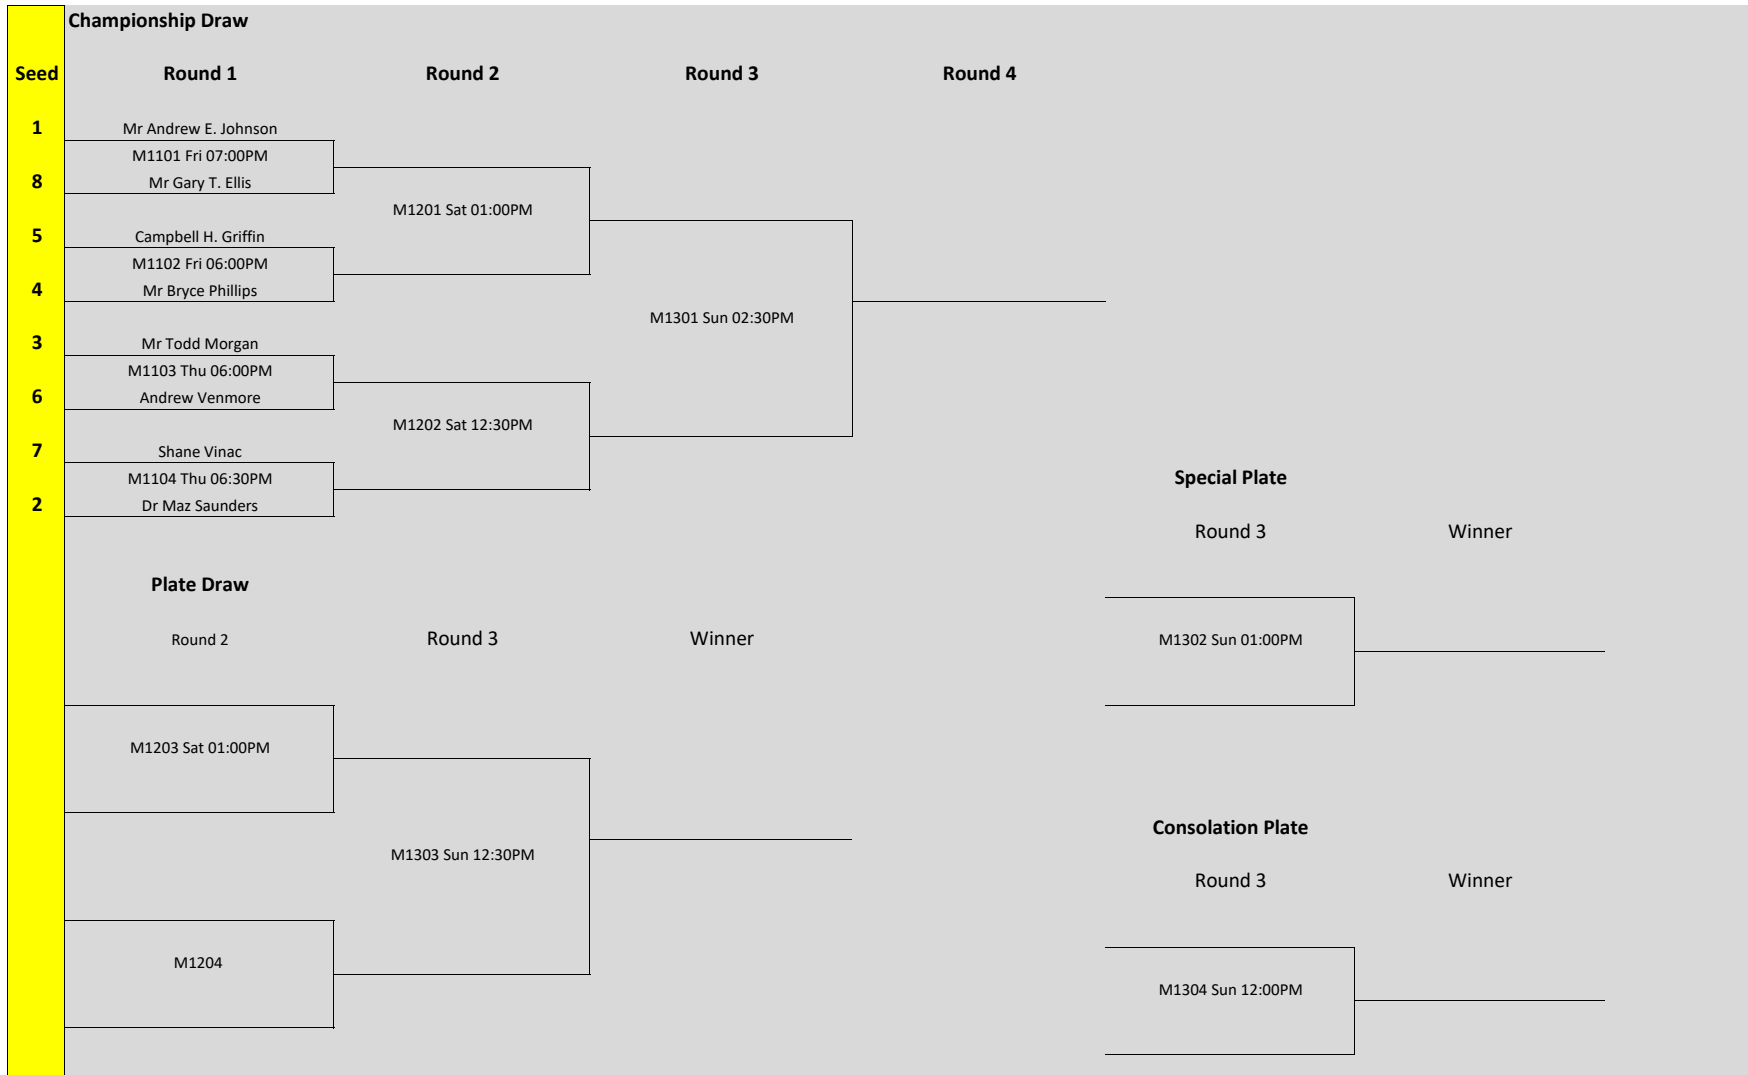 Championship Draw
Seed Round 1 Round 2 Round 3 Round 4
1 Mr Andrew E. Johnson
M1101 Fri 07:00PM
8 Mr Gary T. Ellis
M1201 Sat 01:00PM
5 Campbell H. Griffin
M1102 Fri 06:00PM
4 Mr Bryce Phillips
M1301 Sun 02:30PM
3 Mr Todd Morgan
M1103 Thu 06:00PM
6 Andrew Venmore
M1202 Sat 12:30PM
7 Shane Vinac
M1104 Thu 06:30PM
Special Plate
2 Dr Maz Saunders
Round 3 Winner
Plate Draw
Round 2 Round 3 Winner
M1302 Sun 01:00PM
M1203 Sat 01:00PM
Consolation Plate
M1303 Sun 12:30PM
Round 3 Winner
M1204
M1304 Sun 12:00PM